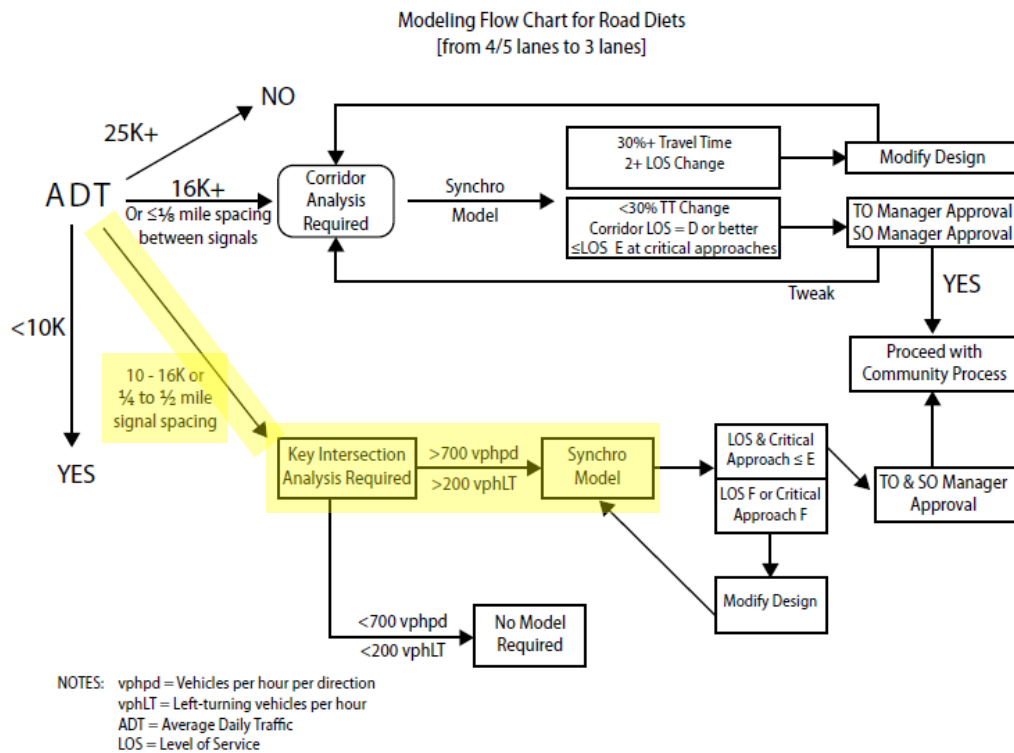 Modeling Flow Chart for Road Diets
[from 4/5 lanes to 3 lanes]
NO
25K+
ADT
16K+
Or ≤⅛ mile spacing
between signals
Corridor
Analysis
Required
Synchro
Model
30%+ Travel Time
2+ LOS Change
Modify Design
<30% TT Change
Corridor LOS = D or better
≤LOS E at critical approaches
TO Manager Approval
SO Manager Approval
Tweak
YES
<10K
Proceed with
Community Process
10 - 16K or
¼ to ½ mile
signal spacing
YES
Key Intersection
Analysis Required
>700 vphpd
>200 vphLT
Synchro
Model
LOS & Critical
Approach ≤ E
LOS F or Critical
Approach F
TO & SO Manager
Approval
Modify Design
<700 vphpd
<200 vphLT
No Model
Required
NOTES: vphpd = Vehicles per hour per direction
vphLT = Left-turning vehicles per hour
ADT = Average Daily Traffic
LOS = Level of Service